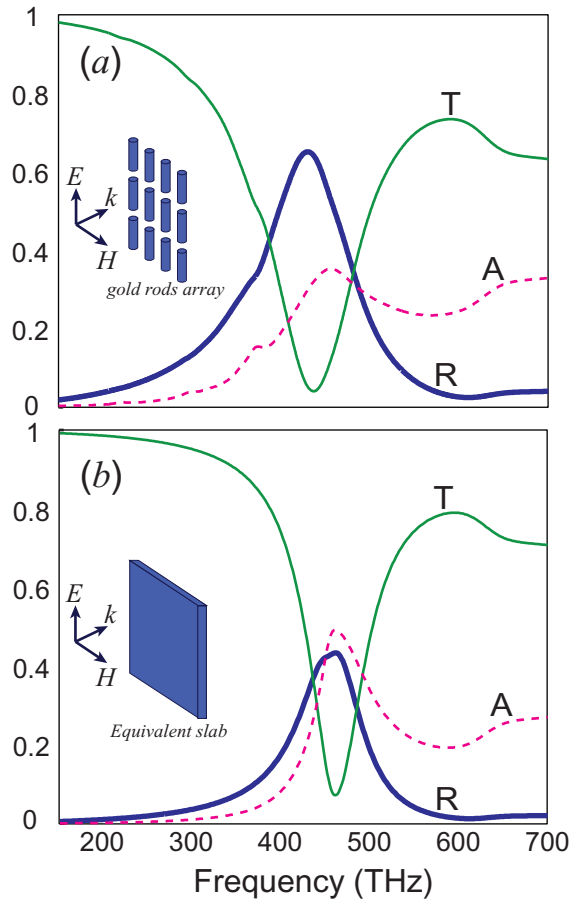 1
(a)
0.8
T
0.6
E
k
H
gold rods array
0.4
A
0.2
R
0
1
(b)
0.8
T
0.6
E
k
H
0.4
Equivalent slab
A
0.2
R
0
200 300 400 500 600 700
Frequency (THz)